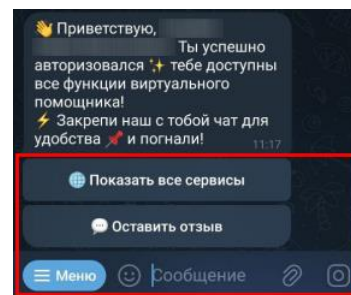 👋 Приветствую,
Ты успешно
авторизовался ✨ тебе доступны
все функции виртуального
помощника!
⚡ Закрепи наш с тобой чат для
удобства 📌 и погнали!
11:17
🌐 Показать все сервисы
💬 Оставить отзыв
Меню
Сообщение